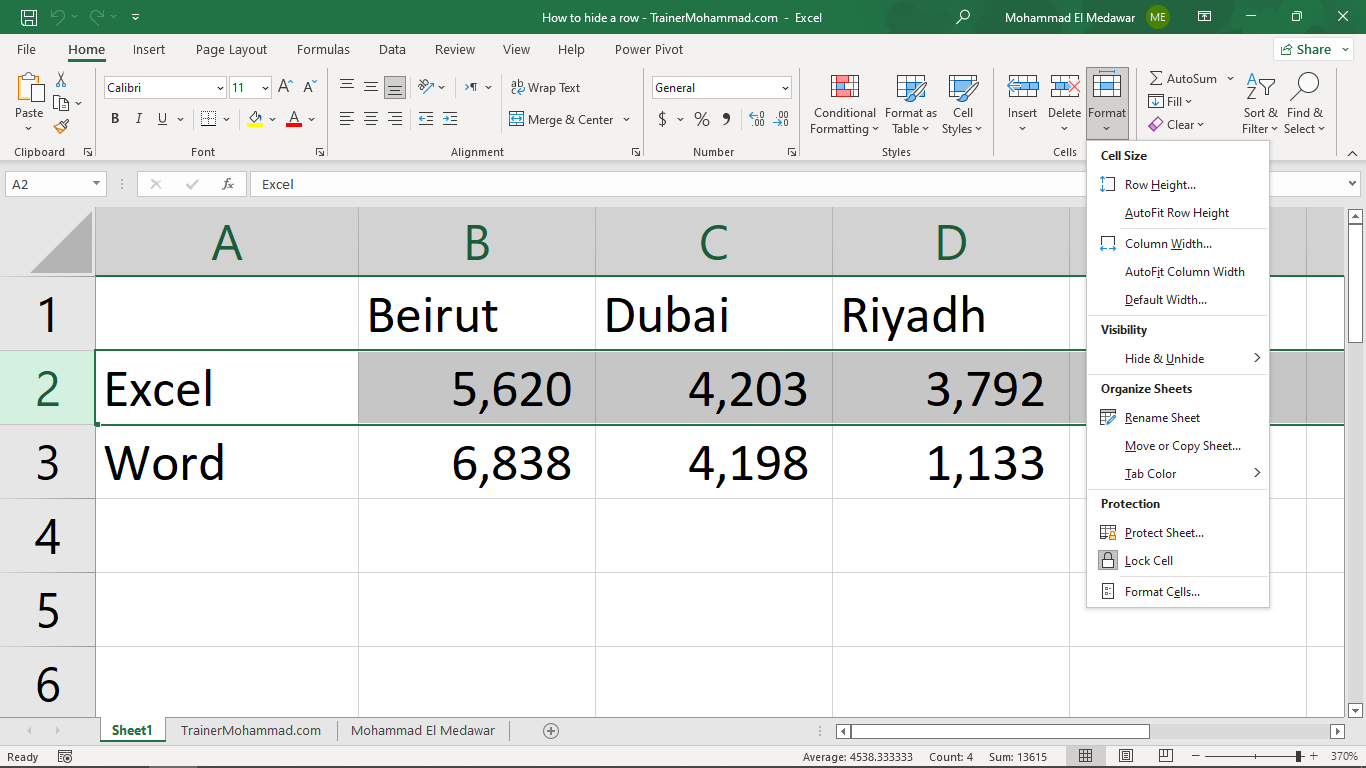 How to hide a row - TrainerMohammad.com - Excel
Mohammad El Medawar ME
File Home Insert Page Layout Formulas Data Review View Help Power Pivot Share
Paste
Clipboard
Calibri 11
B I U A
Font
ab Wrap Text
Merge & Center
Alignment
General
$ % 9 .00 .0
Number
Conditional Formatting
Format as Table
Cell Styles
Styles
Insert Delete Format
Cells
AutoSum
Fill
Clear
Sort & Filter
Find & Select
A2 fx Excel
A B C D
1 Beirut Dubai Riyadh
2 Excel 5,620 4,203 3,792
3 Word 6,838 4,198 1,133
4
5
6
Cell Size
Row Height...
AutoFit Row Height
Column Width...
AutoFit Column Width
Default Width...
Visibility
Hide & Unhide
Organize Sheets
Rename Sheet
Move or Copy Sheet...
Tab Color
Protection
Protect Sheet...
Lock Cell
Format Cells...
Sheet1 TrainerMohammad.com Mohammad El Medawar
Ready Average: 4538.333333 Count: 4 Sum: 13615 370%